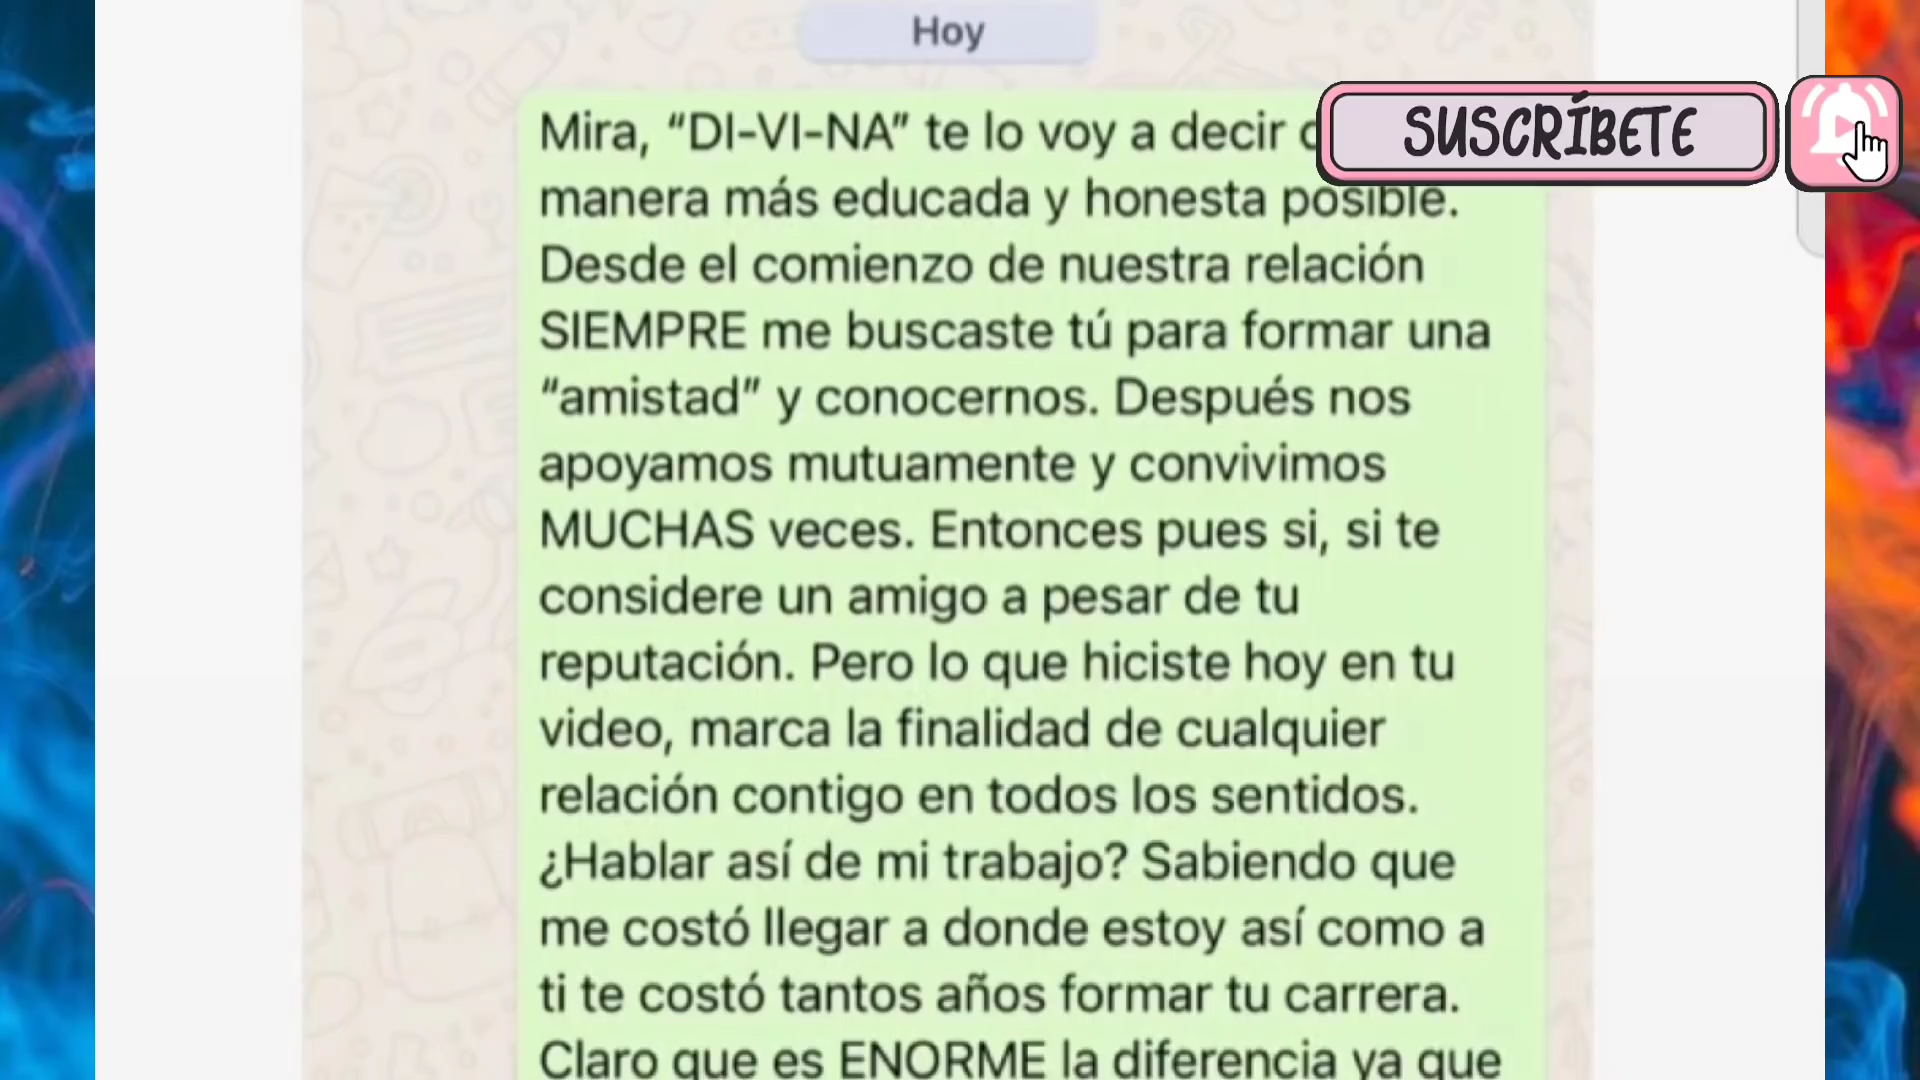 Hoy
Mira, “DI-VI-NA” te lo voy a decir
SUSCRÍBETE
manera más educada y honesta posible.
Desde el comienzo de nuestra relación
SIEMPRE me buscaste tú para formar una
“amistad” y conocernos. Después nos
apoyamos mutuamente y convivimos
MUCHAS veces. Entonces pues si, si te
considere un amigo a pesar de tu
reputación. Pero lo que hiciste hoy en tu
video, marca la finalidad de cualquier
relación contigo en todos los sentidos.
¿Hablar así de mi trabajo? Sabiendo que
me costó llegar a donde estoy así como a
ti te costó tantos años formar tu carrera.
Claro que es ENORME la diferencia ya que